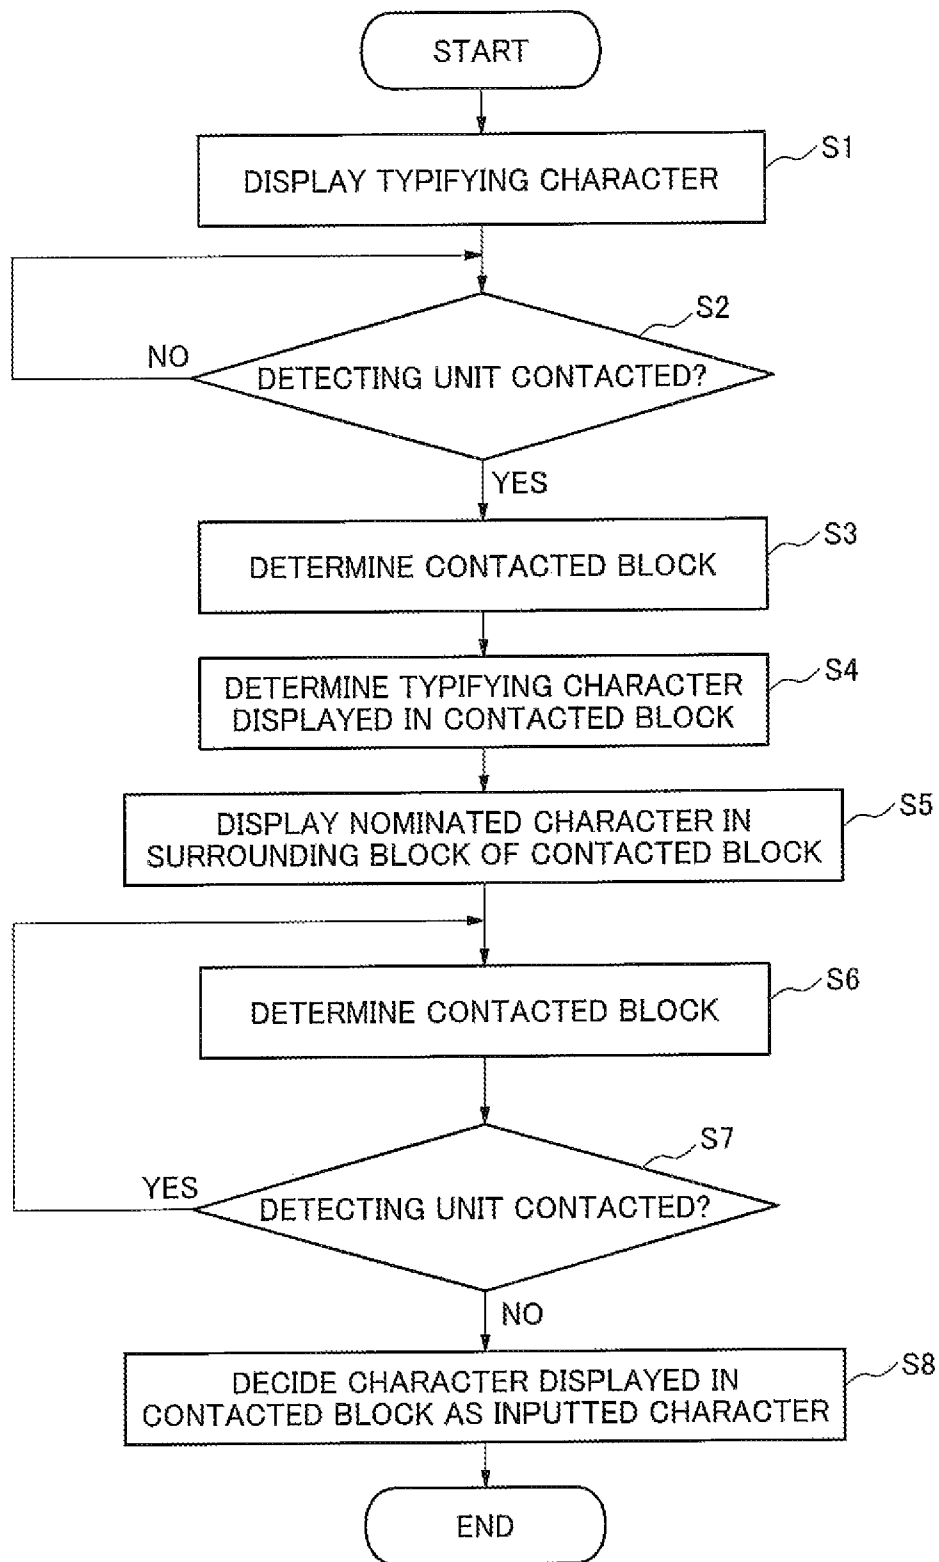 START
DISPLAY TYPIFYING CHARACTER
S1
S2
NO
DETECTING UNIT CONTACTED?
YES
DETERMINE CONTACTED BLOCK
S3
DETERMINE TYPIFYING CHARACTER
DISPLAYED IN CONTACTED BLOCK
S4
DISPLAY NOMINATED CHARACTER IN
SURROUNDING BLOCK OF CONTACTED BLOCK
S5
DETERMINE CONTACTED BLOCK
S6
S7
YES
DETECTING UNIT CONTACTED?
NO
DECIDE CHARACTER DISPLAYED IN
CONTACTED BLOCK AS INPUTTED CHARACTER
S8
END